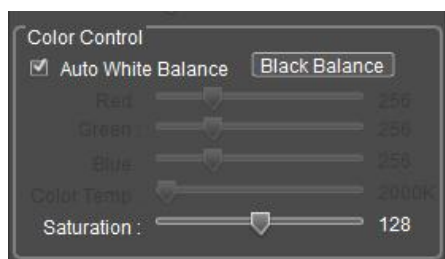 Color Control
Auto White Balance Black Balance
Red 256
Green : 256
Blue 256
Color Temp 2000K
Saturation : 128